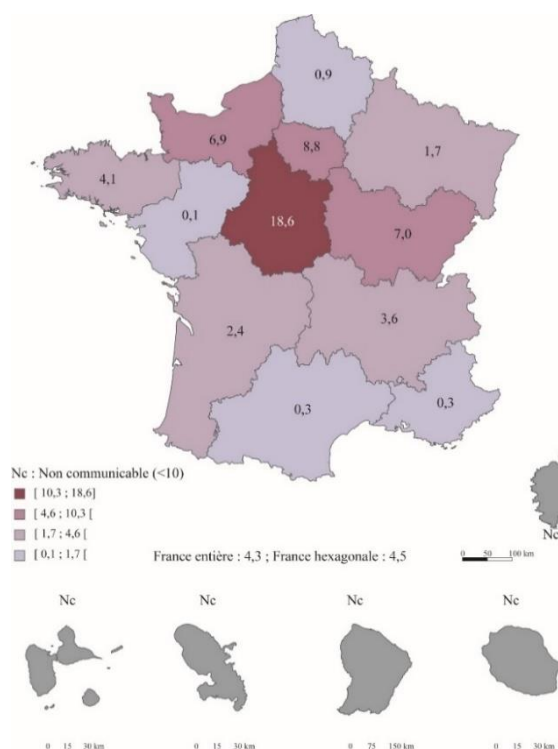 0,9
6,9
8,8
1,7
4,1
0,1
18,6
7,0
2,4
3,6
0,3
0,3
Nc : Non communicable (<10)
[ 10,3 ; 18,6]
[ 4,6 ; 10,3 [
[ 1,7 ; 4,6 [
[ 0,1 ; 1,7 [
Nc
France entière : 4,3 ; France hexagonale : 4,5
0 50 100 km
Nc Nc Nc Nc
0 15 30 km
0 15 30 km
0 75 150 km
0 15 30 km